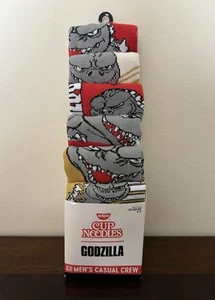 NISSIN
CUP
NOODLES
GODZILLA
MEN'S CASUAL CREW